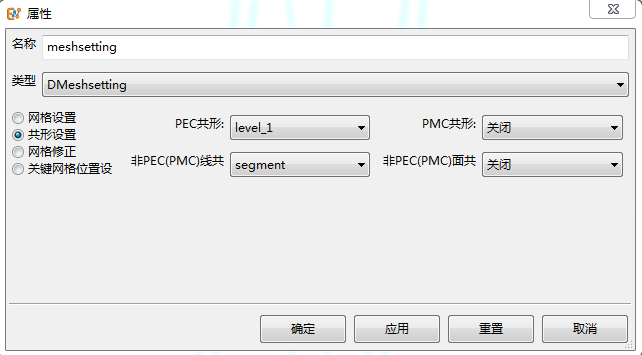 属性
名称 meshsetting
类型 DMeshsetting
网格设置
共形设置
网格修正
关键网格位置设
PEC共形: level_1 PMC共形: 关闭
非PEC(PMC)线共 segment 非PEC(PMC)面共 关闭
确定 应用 重置 取消